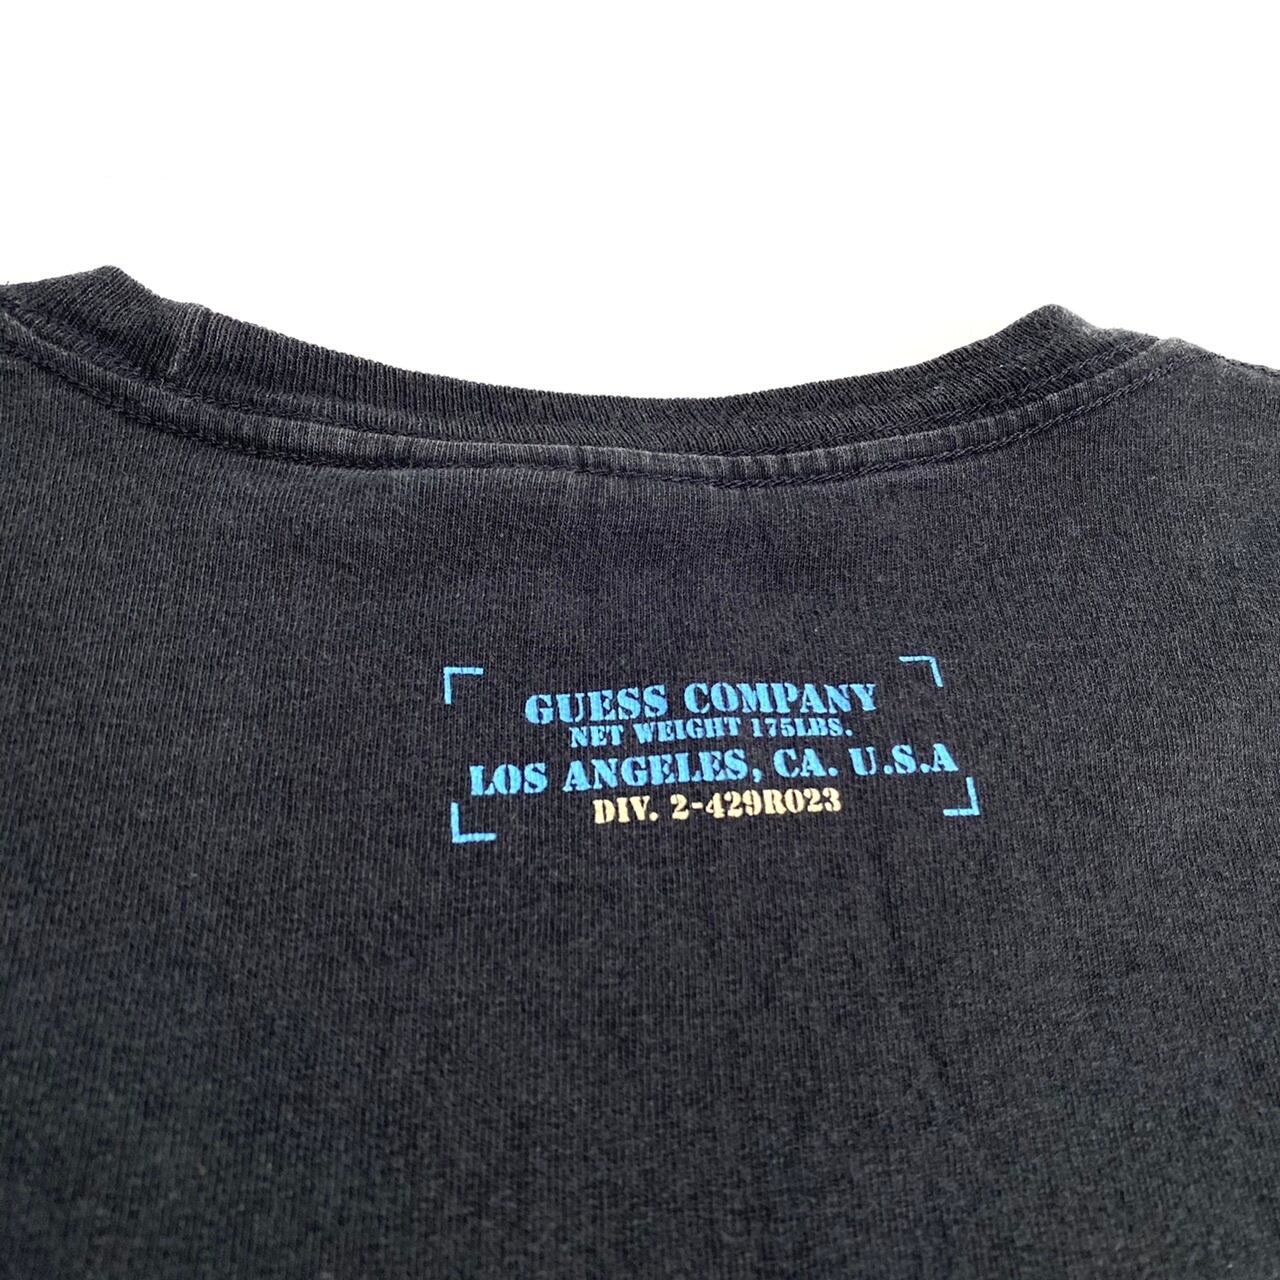 GUESS COMPANY
NET WEIGHT 175LBS.
LOS ANGELES, CA. U.S.A
DIV. 2-429R023